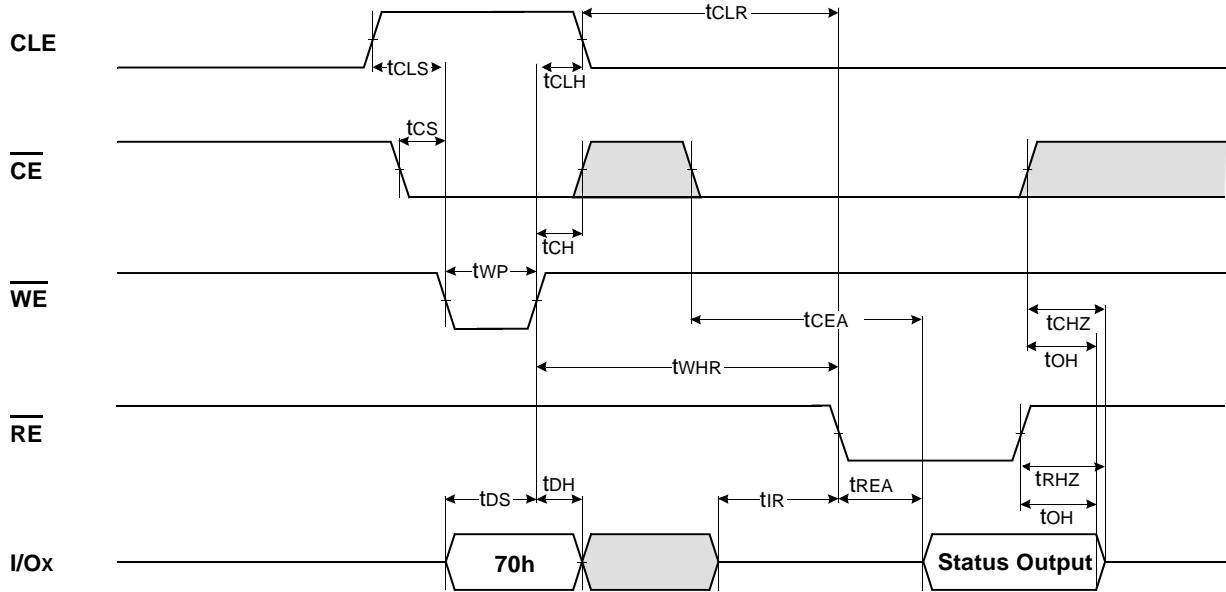 tCLR
CLE
tCLS
tCLH
tCS
CE
tCH
tWP
WE
tCEA
tCHZ
tOH
tWHR
RE
tDH
tRHZ
tDS
tIR
tREA
tOH
I/Ox
70h
Status Output